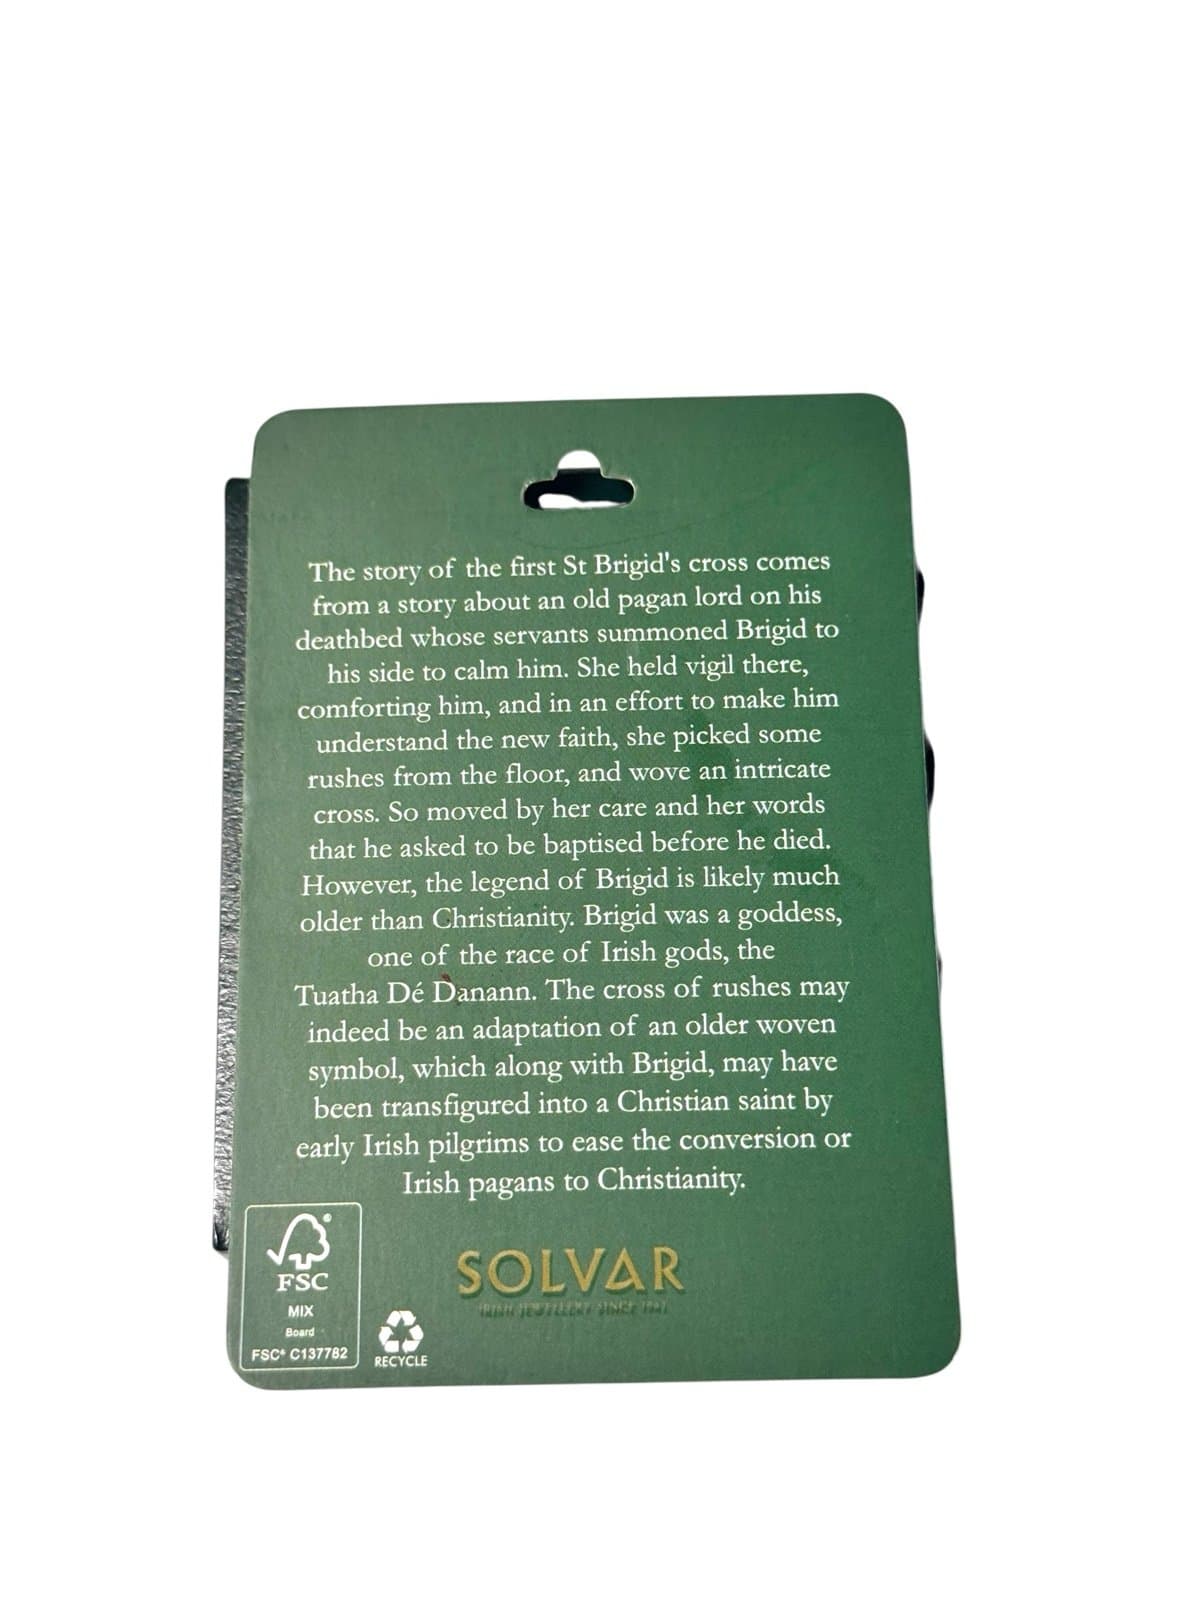 The story of the first St Brigid's cross comes
from a story about an old pagan lord on his
deathbed whose servants summoned Brigid to
his side to calm him. She held vigil there,
comforting him, and in an effort to make him
understand the new faith, she picked some
rushes from the floor, and wove an intricate
cross. So moved by her care and her words
that he asked to be baptised before he died.
However, the legend of Brigid is likely much
older than Christianity. Brigid was a goddess,
one of the race of Irish gods, the
Tuatha Dé Danann. The cross of rushes may
indeed be an adaptation of an older woven
symbol, which along with Brigid, may have
been transfigured into a Christian saint by
early Irish pilgrims to ease the conversion or
Irish pagans to Christianity.
SOLVAR
IRISH JEWELLERY SINCE 1941
FSC
MIX
Board
FSC® C137782
RECYCLE